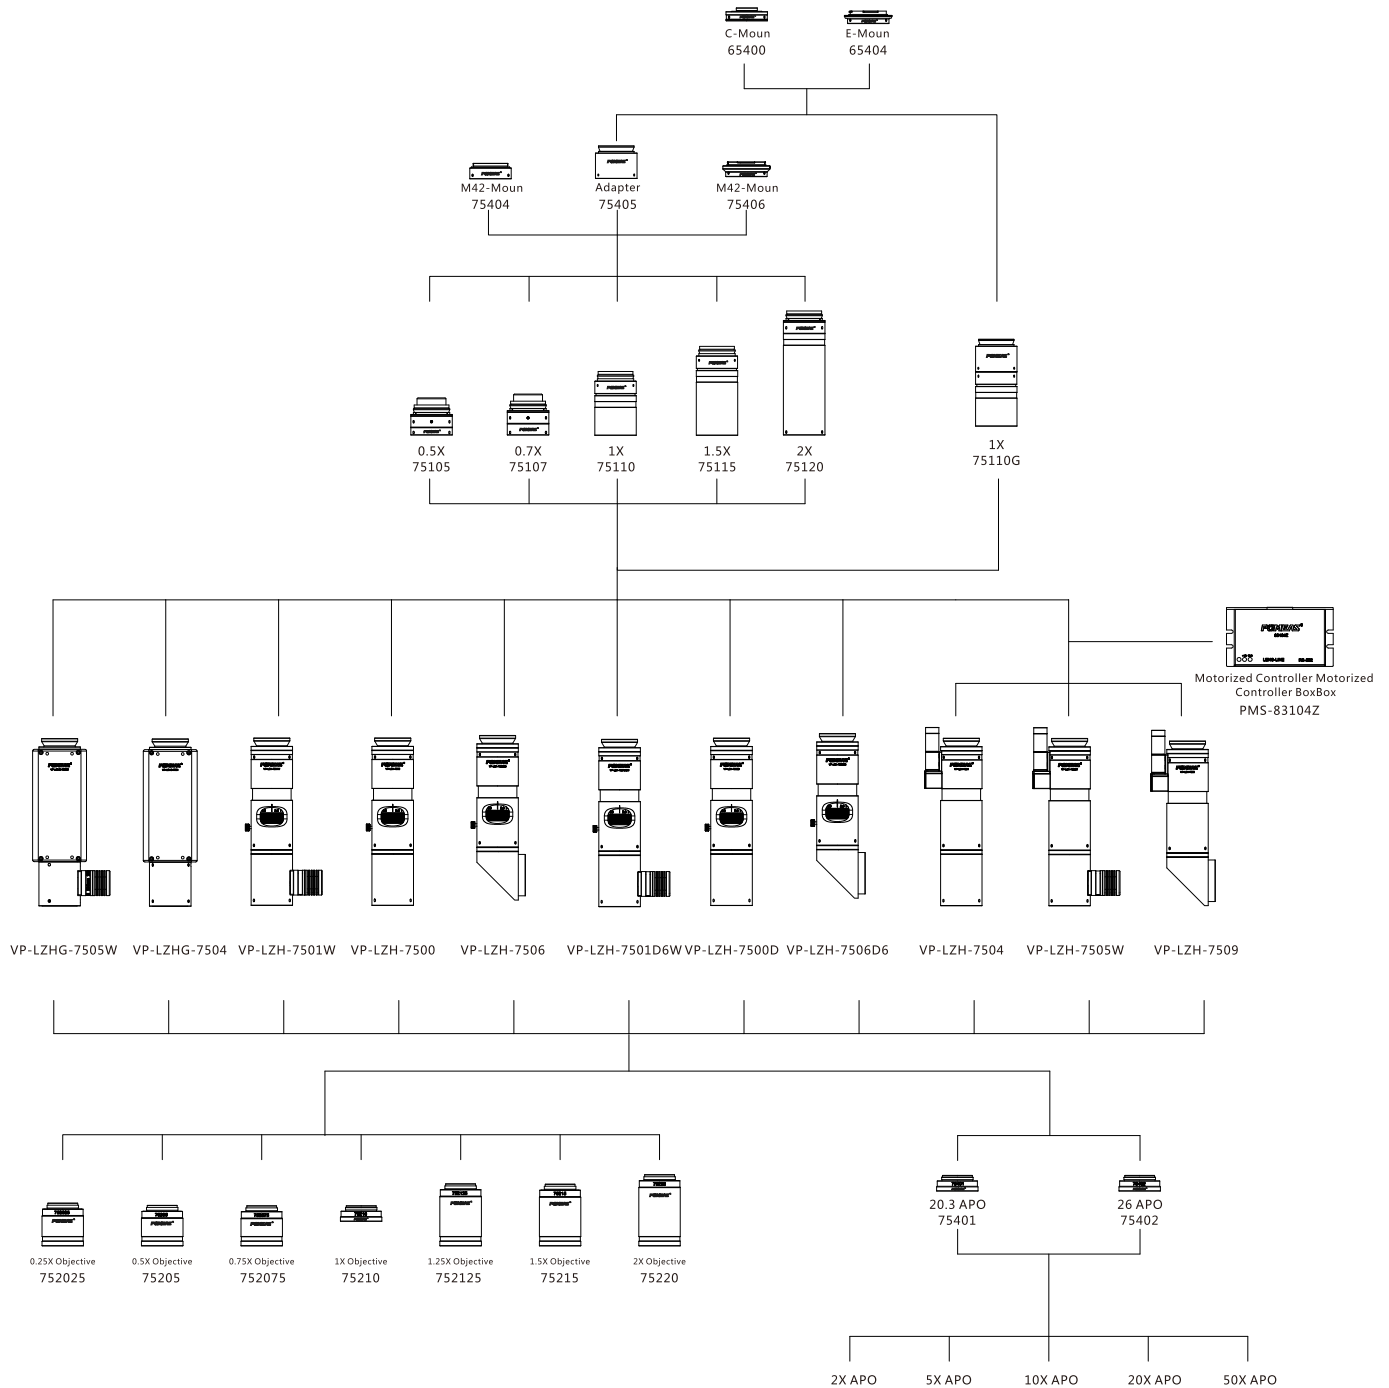 C-Moun
65400
E-Moun
65404
M42-Moun
75404
Adapter
75405
M42-Moun
75406
0.5X
75105
0.7X
75107
1X
75110
1.5X
75115
2X
75120
1X
75110G
POMEAS
Motorized Controller Motorized
Controller BoxBox
PMS-83104Z
VP-LZHG-7505W
VP-LZHG-7504
VP-LZH-7501W
VP-LZH-7500
VP-LZH-7506
VP-LZH-7501D6W
VP-LZH-7500D
VP-LZH-7506D6
VP-LZH-7504
VP-LZH-7505W
VP-LZH-7509
0.25X Objective
752025
0.5X Objective
75205
0.75X Objective
752075
1X Objective
75210
1.25X Objective
752125
1.5X Objective
75215
2X Objective
75220
20.3 APO
75401
26 APO
75402
2X APO
5X APO
10X APO
20X APO
50X APO